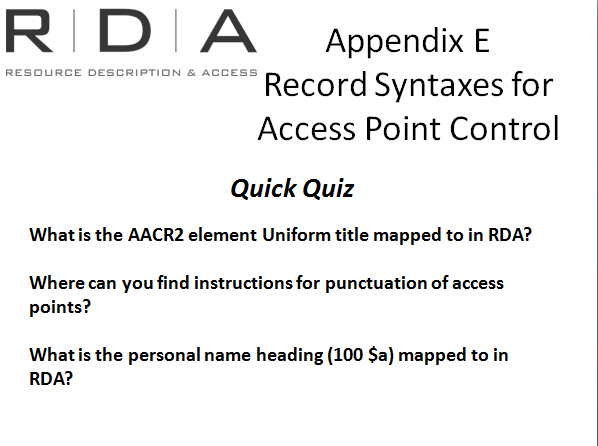 R | D | A
RESOURCE DESCRIPTION & ACCESS
Appendix E
Record Syntaxes for
Access Point Control
Quick Quiz
What is the AACR2 element Uniform title mapped to in RDA?
Where can you find instructions for punctuation of access
points?
What is the personal name heading (100 $a) mapped to in
RDA?